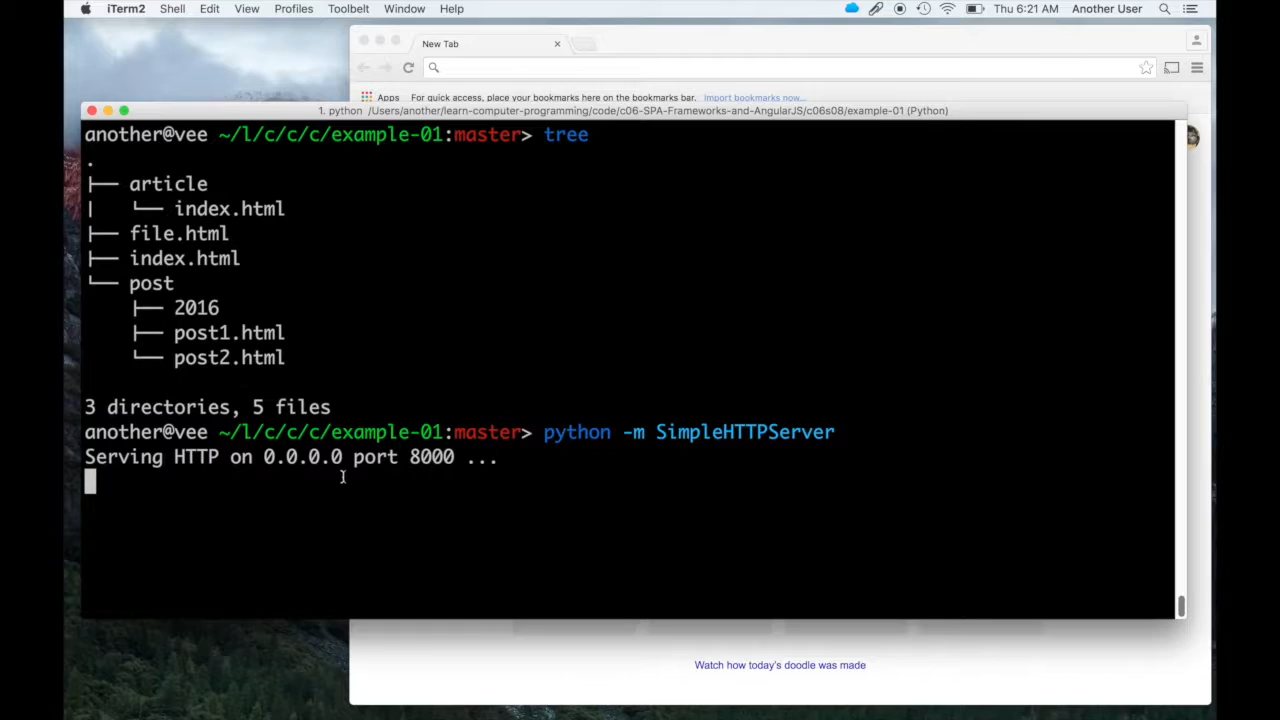 iTerm2 Shell Edit View Profiles Toolbelt Window Help Thu 6:21 AM Another User
New Tab
Apps For quick access, place your bookmarks here on the bookmarks bar. Import bookmarks now...
1. python /Users/another/learn-computer-programming/code/c06-SPA-Frameworks-and-AngularJS/c06s08/example-01 (Python)
another@vee ~/l/c/c/c/example-01:master> tree
.
├── article
│   └── index.html
├── file.html
├── index.html
└── post
    ├── 2016
    ├── post1.html
    └── post2.html
3 directories, 5 files
another@vee ~/l/c/c/c/example-01:master> python -m SimpleHTTPServer
Serving HTTP on 0.0.0.0 port 8000 ...
Watch how today's doodle was made